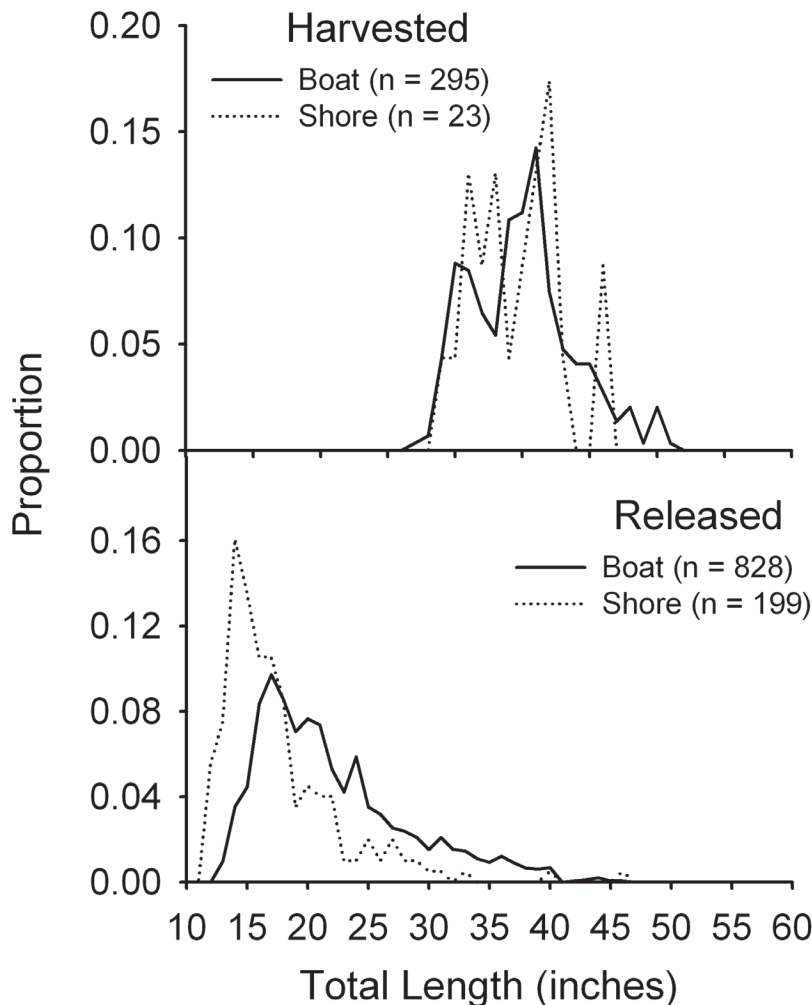 Harvested
Boat (n = 295)
Shore (n = 23)
0.20
0.15
0.10
0.05
0.00
Proportion
Released
Boat (n = 828)
Shore (n = 199)
0.16
0.12
0.08
0.04
0.00
10 15 20 25 30 35 40 45 50 55 60
Total Length (inches)